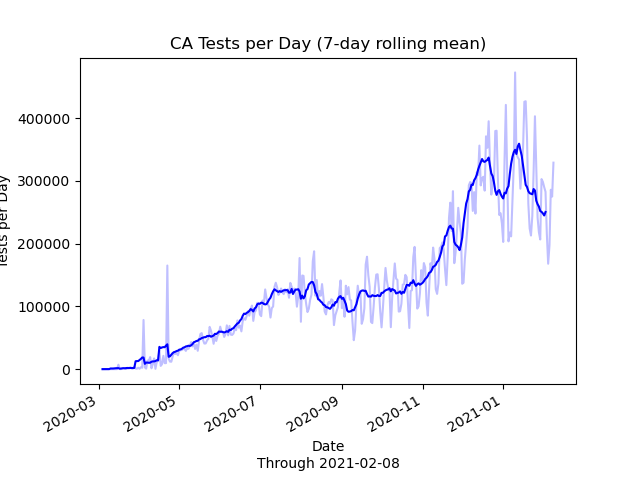 CA Tests per Day (7-day rolling mean)
400000
300000
200000
100000
0
Tests per Day
2020-03
2020-05
2020-07
2020-09
2020-11
2021-01
Date
Through 2021-02-08